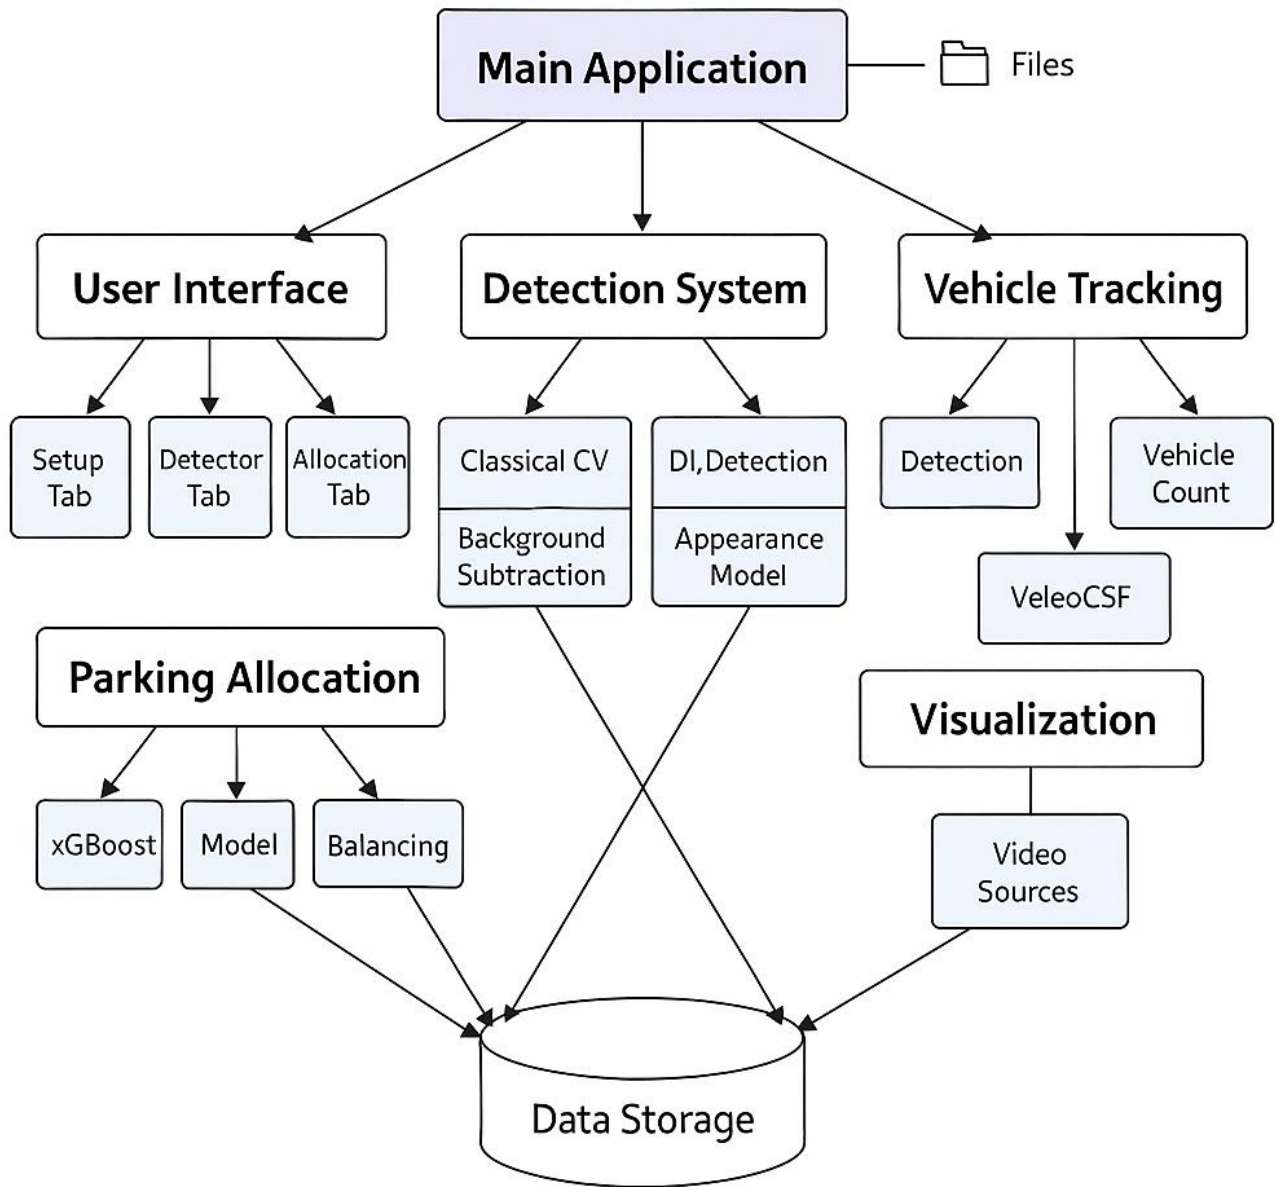 Main Application
Files
User Interface
Detection System
Vehicle Tracking
Setup
Tab
Detector
Tab
Allocation
Tab
Classical CV
Background
Subtraction
DI,Detection
Appearance
Model
Detection
Vehicle
Count
VeleoCSF
Parking Allocation
Visualization
xGBoost
Model
Balancing
Video
Sources
Data Storage